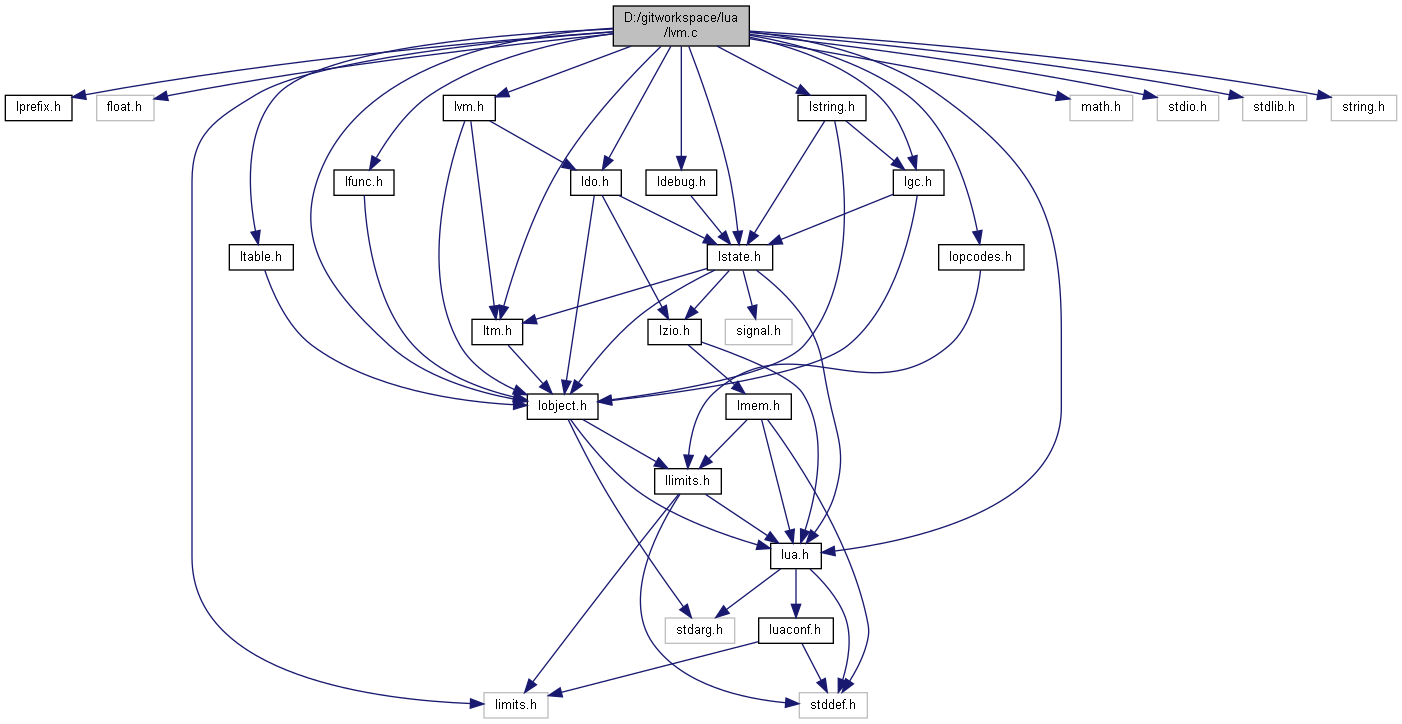 D:/gitworkspace/lua
/lvm.c
lprefix.h
float.h
lvm.h
lstring.h
math.h
stdio.h
stdlib.h
string.h
lfunc.h
ldo.h
ldebug.h
lgc.h
ltable.h
lstate.h
lopcodes.h
ltm.h
lzio.h
signal.h
lobject.h
lmem.h
llimits.h
lua.h
stdarg.h
luaconf.h
limits.h
stddef.h